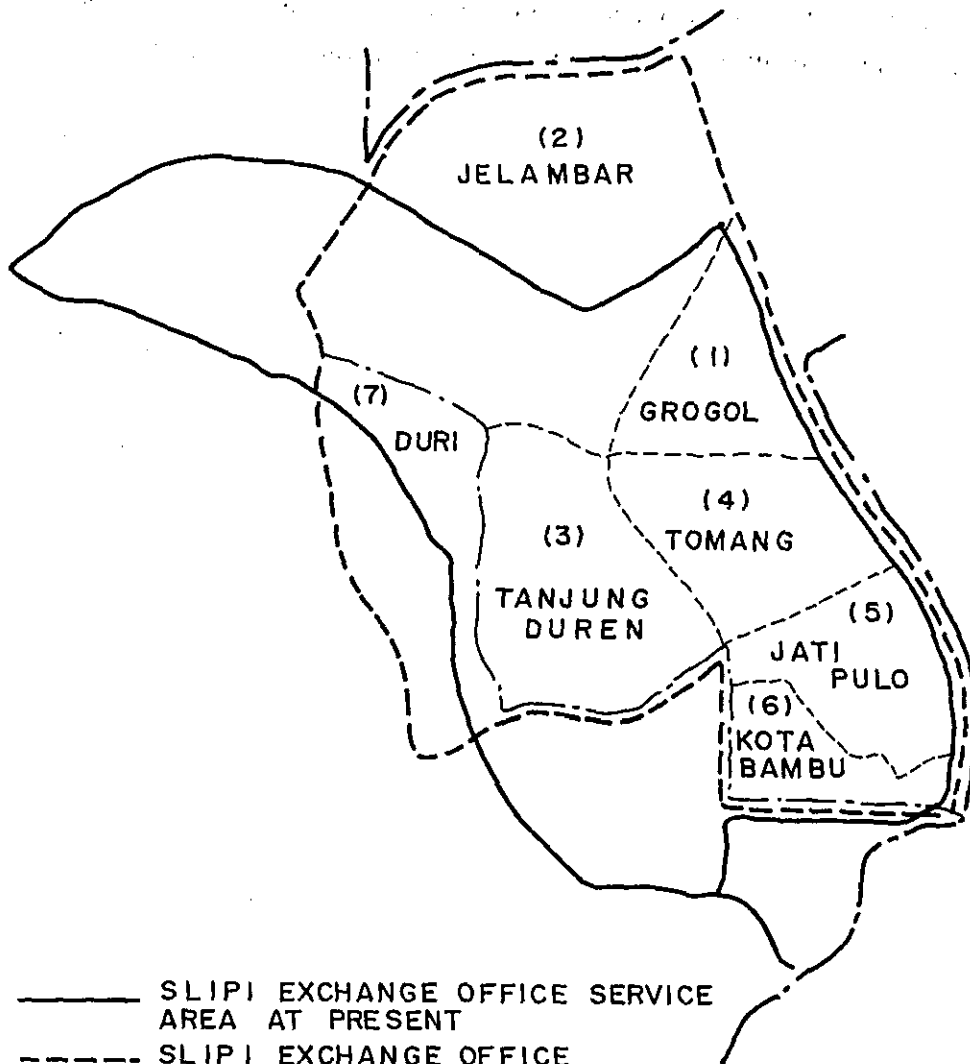 (2)
JELAMBAR
(1)
GROGOL
(7)
DURI
(4)
TOMANG
(3)
TANJUNG
DUREN
(5)
JATI
PULO
(6)
KOTA
BAMBU
SLIPI EXCHANGE OFFICE SERVICE
AREA AT PRESENT
SLIPI EXCHANGE OFFICE